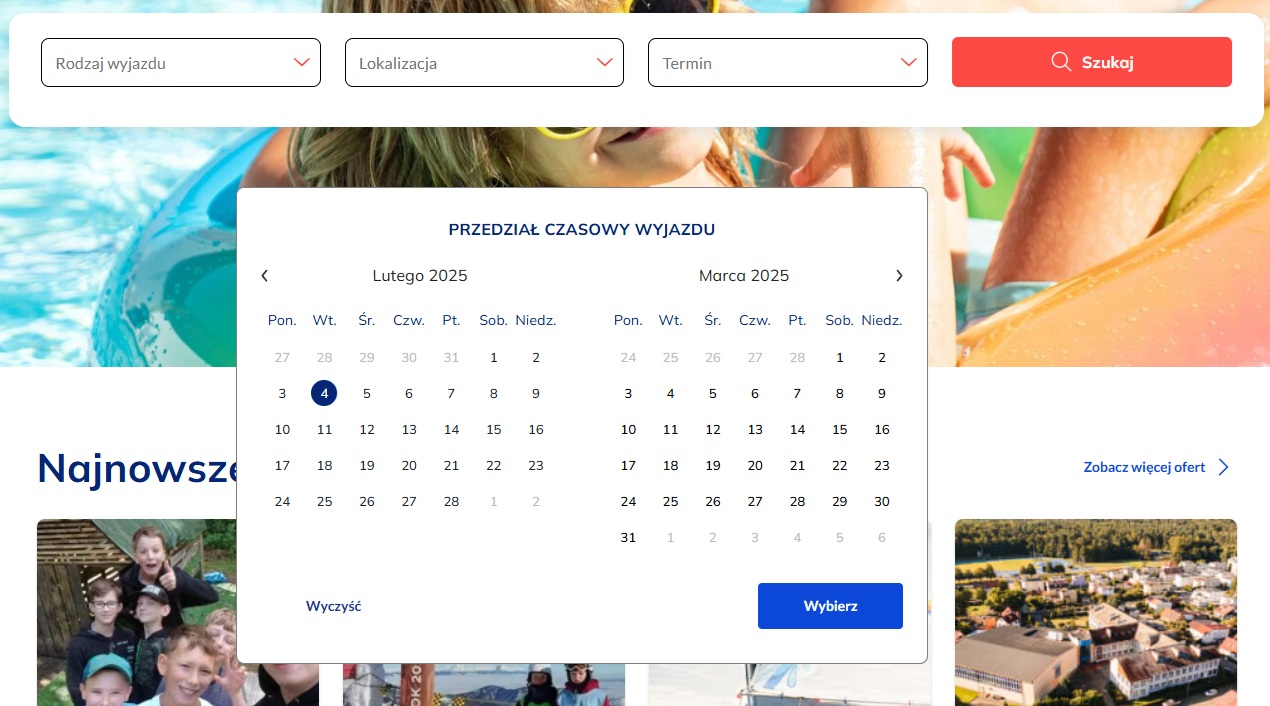 Rodzaj wyjazdu
Lokalizacja
Termin
Szukaj
PRZEDZIAŁ CZASOWY WYJAZDU
Lutego 2025
Marca 2025
Pon. Wt. Śr. Czw. Pt. Sob. Niedz.
27 28 29 30 31 1 2
3 4 5 6 7 8 9
10 11 12 13 14 15 16
17 18 19 20 21 22 23
24 25 26 27 28 1 2
Pon. Wt. Śr. Czw. Pt. Sob. Niedz.
24 25 26 27 28 1 2
3 4 5 6 7 8 9
10 11 12 13 14 15 16
17 18 19 20 21 22 23
24 25 26 27 28 29 30
31 1 2 3 4 5 6
Wyczyść
Wybierz
Najnowsze
Zobacz więcej ofert